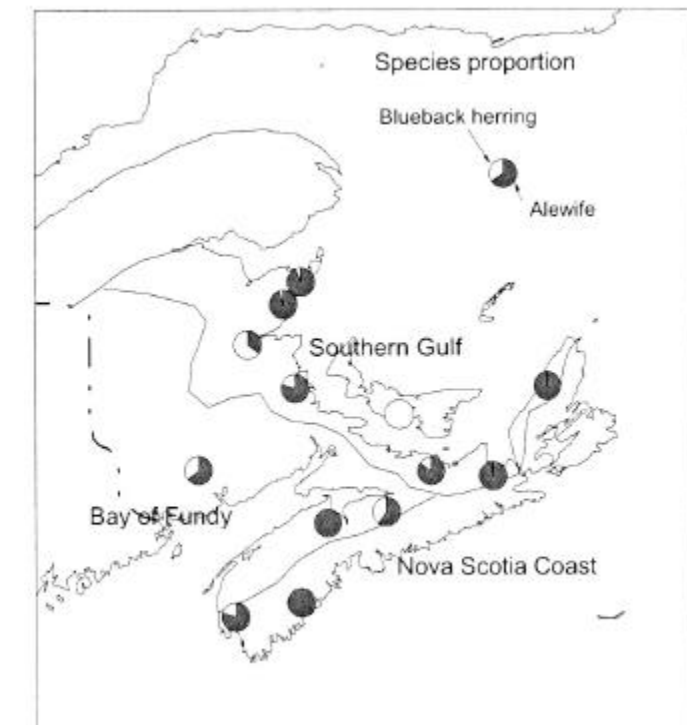 Species proportion
Blueback herring
Alewife
Southern Gulf
Bay of Fundy
Nova Scotia Coast